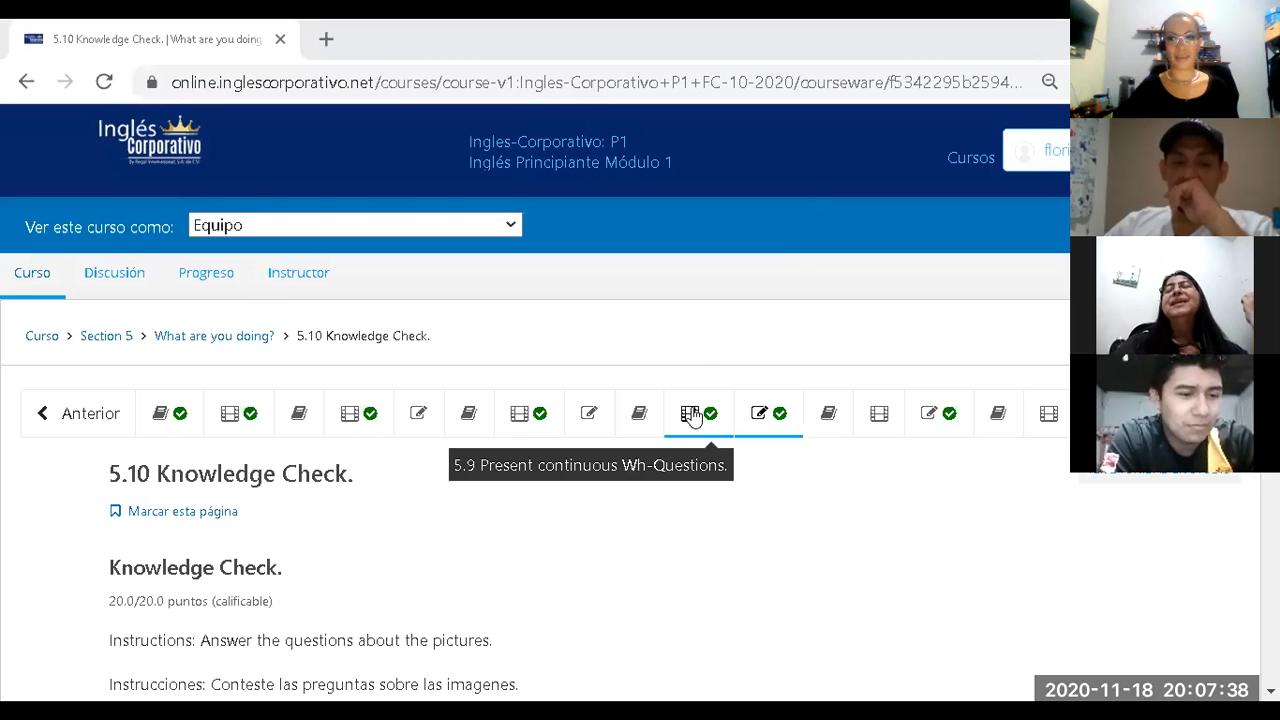 5.10 Knowledge Check. | What are you doing
online.inglescorporativo.net/courses/course-v1:Ingles-Corporativo+P1+FC-10-2020/courseware/f5342295b2594...
Inglés
Corporativo
Ingles-Corporativo: P1
Inglés Principiante Módulo 1
Cursos
flori
Ver este curso como:
Equipo
Curso
Discusión
Progreso
Instructor
Curso > Section 5 > What are you doing? > 5.10 Knowledge Check.
Anterior
5.9 Present continuous Wh-Questions.
5.10 Knowledge Check.
Marcar esta página
Knowledge Check.
20.0/20.0 puntos (calificable)
Instructions: Answer the questions about the pictures.
Instrucciones: Conteste las preguntas sobre las imagenes.
2020-11-18 20:07:38